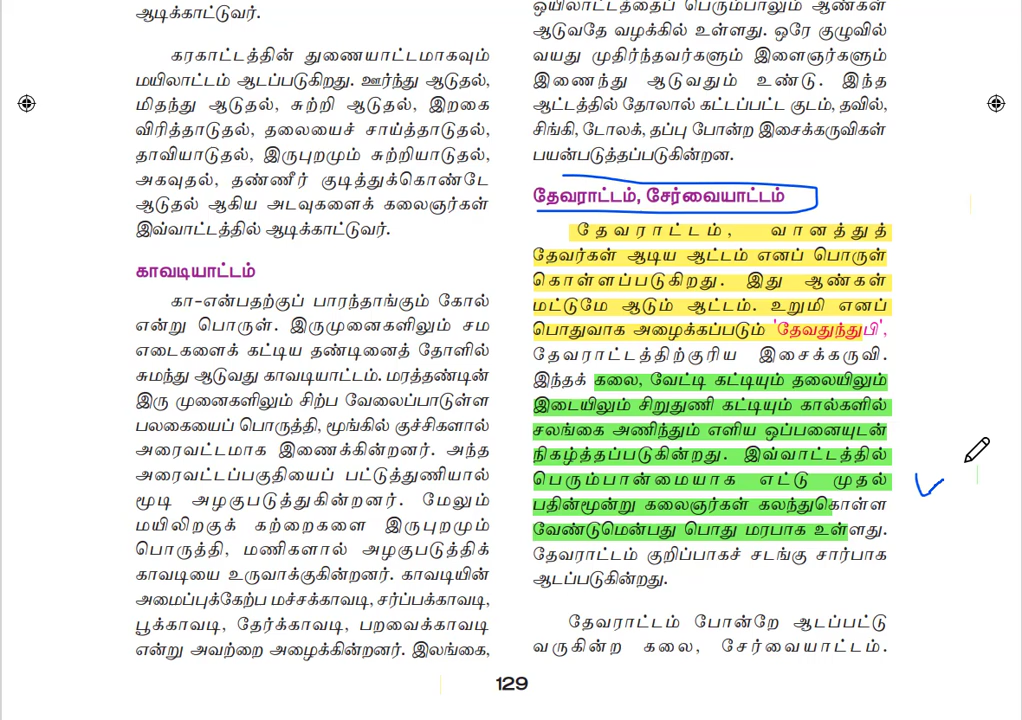 ஆடிக்காட்டுவர்.
கரகாட்டத்தின் துணையாட்டமாகவும்
மயிலாட்டம் ஆடப்படுகிறது. ஊர்ந்து ஆடுதல்,
மிதந்து ஆடுதல், சுற்றி ஆடுதல், இறகை
விரித்தாடுதல், தலையைச் சாய்த்தாடுதல்,
தாவியாடுதல், இருபுறமும் சுற்றியாடுதல்,
அகவுதல், தண்ணீர் குடித்துக்கொண்டே
ஆடுதல் ஆகிய அடவுகளைக் கலைஞர்கள்
இவ்வாட்டத்தில் ஆடிக்காட்டுவர்.
காவடியாட்டம்
கா-என்பதற்குப் பாரந்தாங்கும் கோல்
என்று பொருள். இருமுனைகளிலும் சம
எடைகளைக் கட்டிய தண்டினைத் தோளில்
சுமந்து ஆடுவது காவடியாட்டம். மரத்தண்டின்
இரு முனைகளிலும் சிற்ப வேலைப்பாடுள்ள
பலகையைப் பொருத்தி, மூங்கில் குச்சிகளால்
அரைவட்டமாக இணைக்கின்றனர். அந்த
அரைவட்டப்பகுதியைப் பட்டுத்துணியால்
மூடி அழகுபடுத்துகின்றனர். மேலும்
மயிலிறகுக் கற்றைகளை இருபுறமும்
பொருத்தி, மணிகளால் அழகுபடுத்திக்
காவடியை உருவாக்குகின்றனர். காவடியின்
அமைப்புக்கேற்ப மச்சக்காவடி, சர்ப்பக்காவடி,
பூக்காவடி, தேர்க்காவடி, பறவைக்காவடி
என்று அவற்றை அழைக்கின்றனர். இலங்கை,
ஒயிலாட்டத்தைப் பெரும்பாலும் ஆண்கள்
ஆடுவதே வழக்கில் உள்ளது. ஒரே குழுவில்
வயது முதிர்ந்தவர்களும் இளைஞர்களும்
இணைந்து ஆடுவதும் உண்டு. இந்த
ஆட்டத்தில் தோலால் கட்டப்பட்ட குடம், தவில்,
சிங்கி, டோலக், தப்பு போன்ற இசைக்கருவிகள்
பயன்படுத்தப்படுகின்றன.
தேவராட்டம், சேர்வையாட்டம்
தேவராட்டம், வானத்துத்
தேவர்கள் ஆடிய ஆட்டம் எனப் பொருள்
கொள்ளப்படுகிறது. இது ஆண்கள்
மட்டுமே ஆடும் ஆட்டம். உறுமி எனப்
பொதுவாக அழைக்கப்படும் 'தேவதுந்துபி',
தேவராட்டத்திற்குரிய இசைக்கருவி.
இந்தக் கலை, வேட்டி கட்டியும் தலையிலும்
இடையிலும் சிறுதுணி கட்டியும் கால்களில்
சலங்கை அணிந்தும் எளிய ஒப்பனையுடன்
நிகழ்த்தப்படுகின்றது. இவ்வாட்டத்தில்
பெரும்பான்மையாக எட்டு முதல்
பதின்மூன்று கலைஞர்கள் கலந்துகொள்ள
வேண்டுமென்பது பொது மரபாக உள்ளது.
தேவராட்டம் குறிப்பாகச் சடங்கு சார்பாக
ஆடப்படுகின்றது.
தேவராட்டம் போன்றே ஆடப்பட்டு
வருகின்ற கலை, சேர்வையாட்டம்.
129